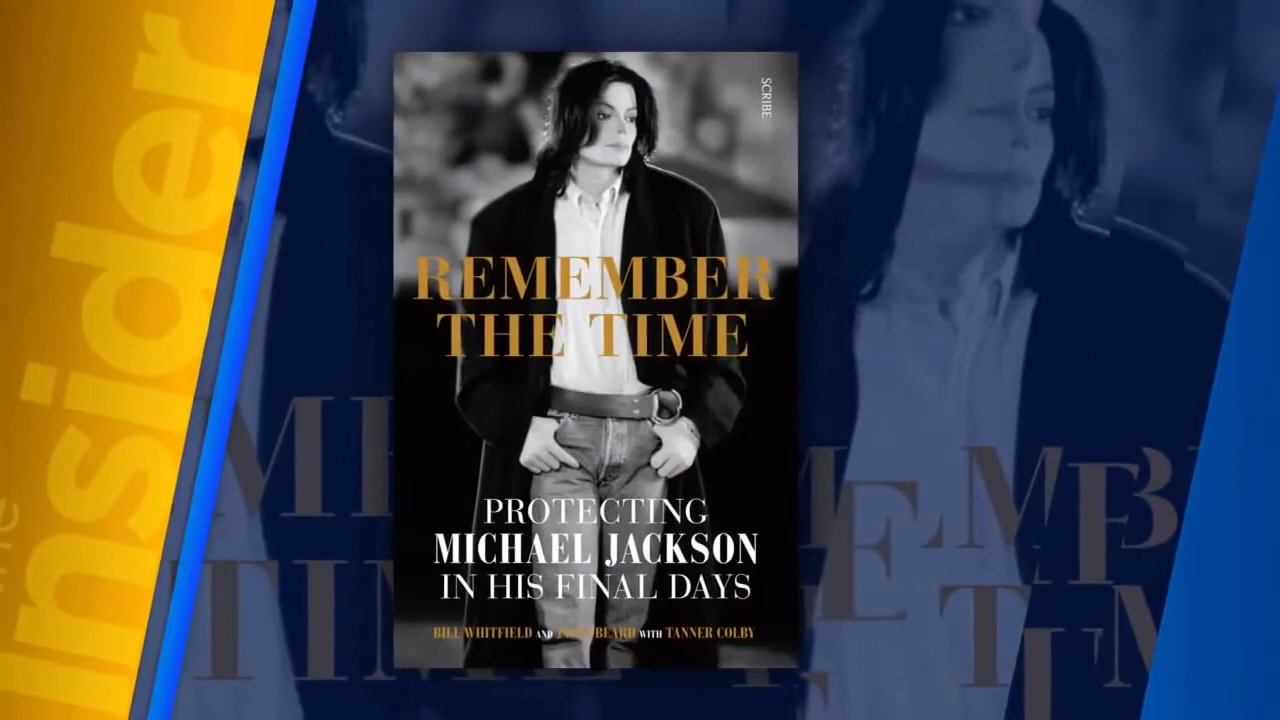 the
Insider
SCRIBE
REMEMBER
THE TIME
PROTECTING
MICHAEL JACKSON
IN HIS FINAL DAYS
BILL WHITFIELD AND BEARD WITH TANNER COLBY